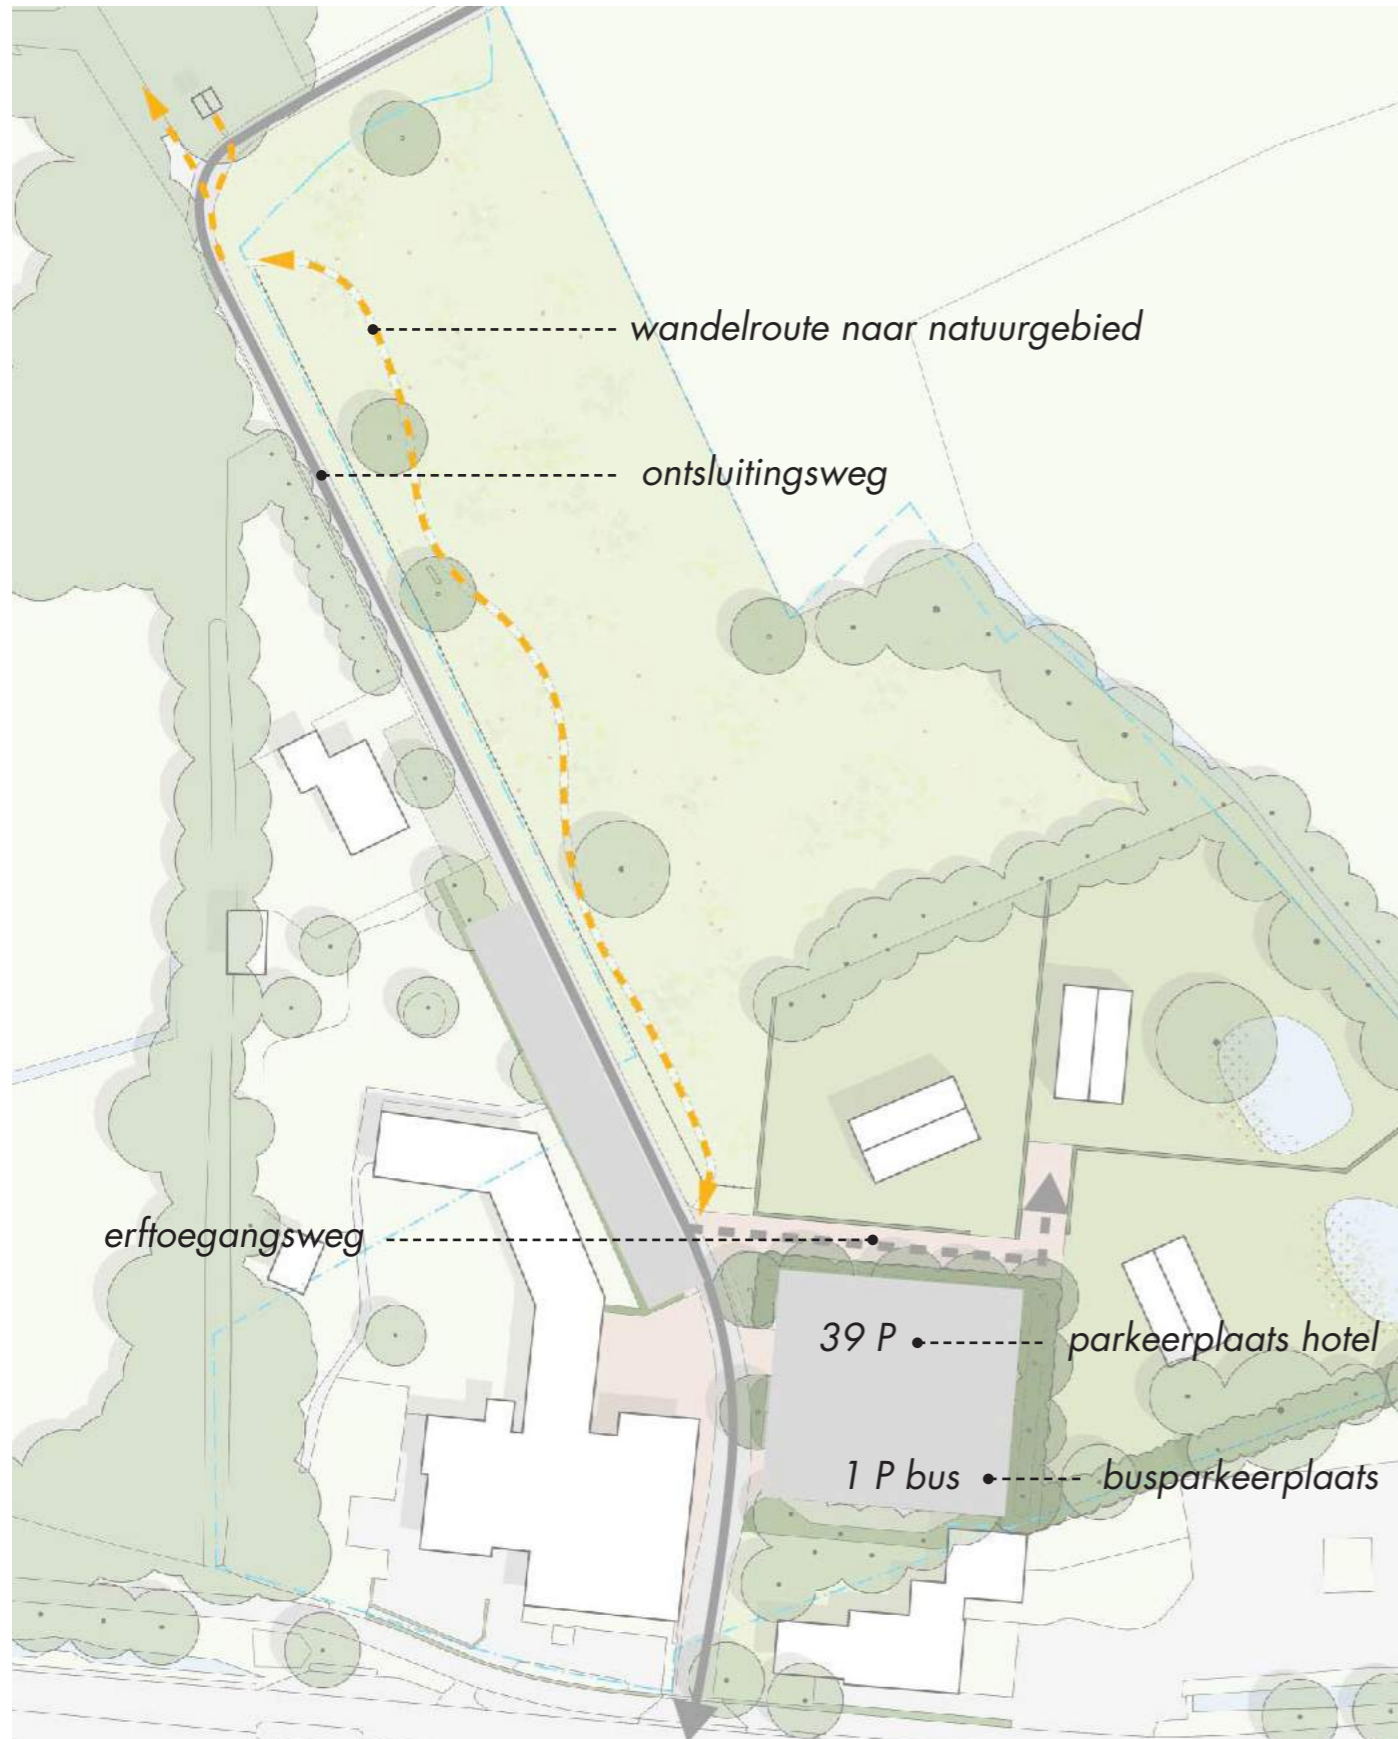 wandelroute naar natuurgebied
ontsluitingsweg
erftoegangsweg
39 P
parkeerplaats hotel
1 P bus
busparkeerplaats